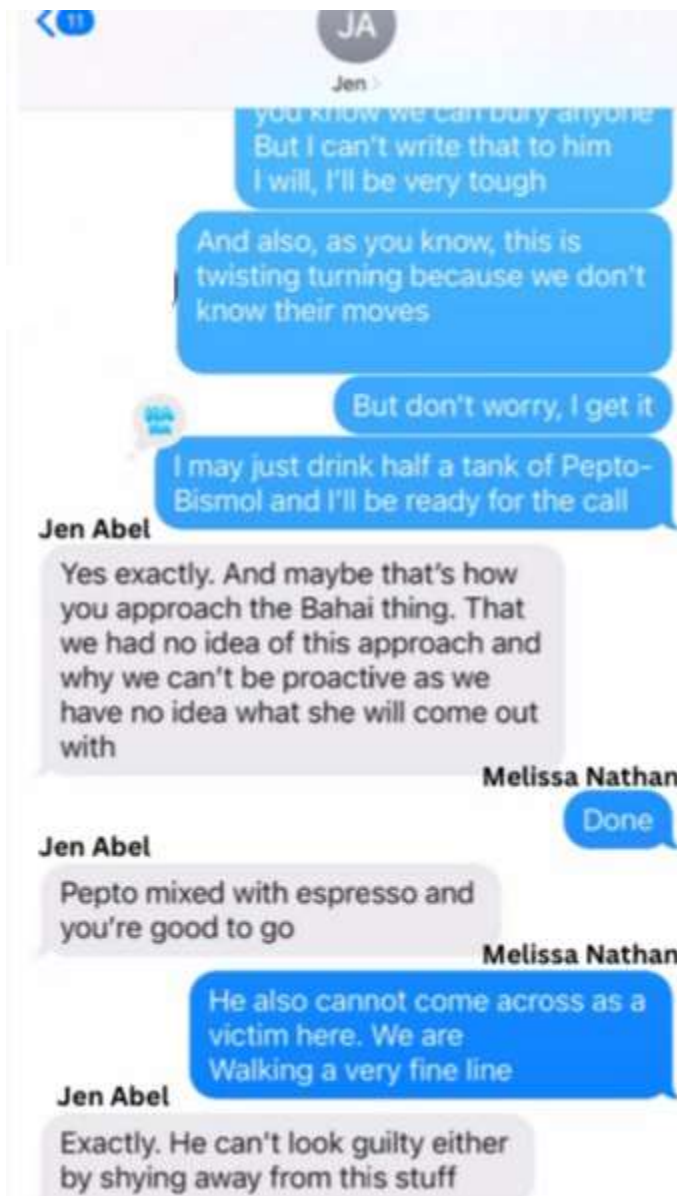 11
JA
Jen
you know we can bury anyone
But I can't write that to him
I will, I'll be very tough
And also, as you know, this is
twisting turning because we don't
know their moves
But don't worry, I get it
I may just drink half a tank of Pepto-
Bismol and I'll be ready for the call
Jen Abel
Yes exactly. And maybe that's how
you approach the Bahai thing. That
we had no idea of this approach and
why we can't be proactive as we
have no idea what she will come out
with
Melissa Nathan
Done
Jen Abel
Pepto mixed with espresso and
you're good to go
Melissa Nathan
He also cannot come across as a
victim here. We are
Walking a very fine line
Jen Abel
Exactly. He can't look guilty either
by shying away from this stuff